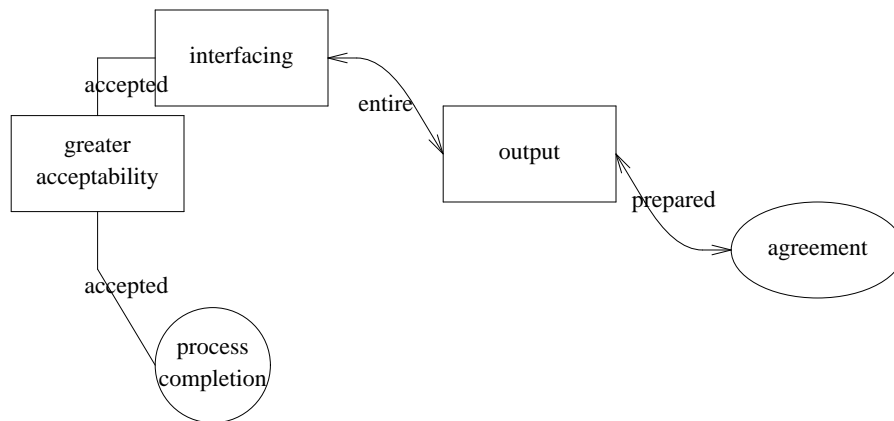 interfacing
accepted
entire
greater
acceptability
output
prepared
agreement
accepted
process
completion